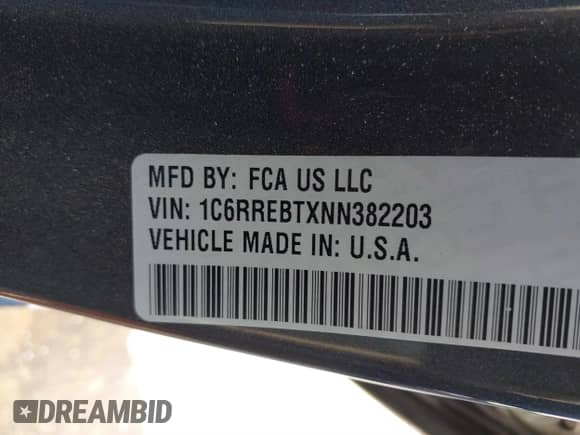 MFD BY: FCA US LLC
VIN: 1C6RREBTXNN382203
VEHICLE MADE IN: U.S.A.
DREAMBID